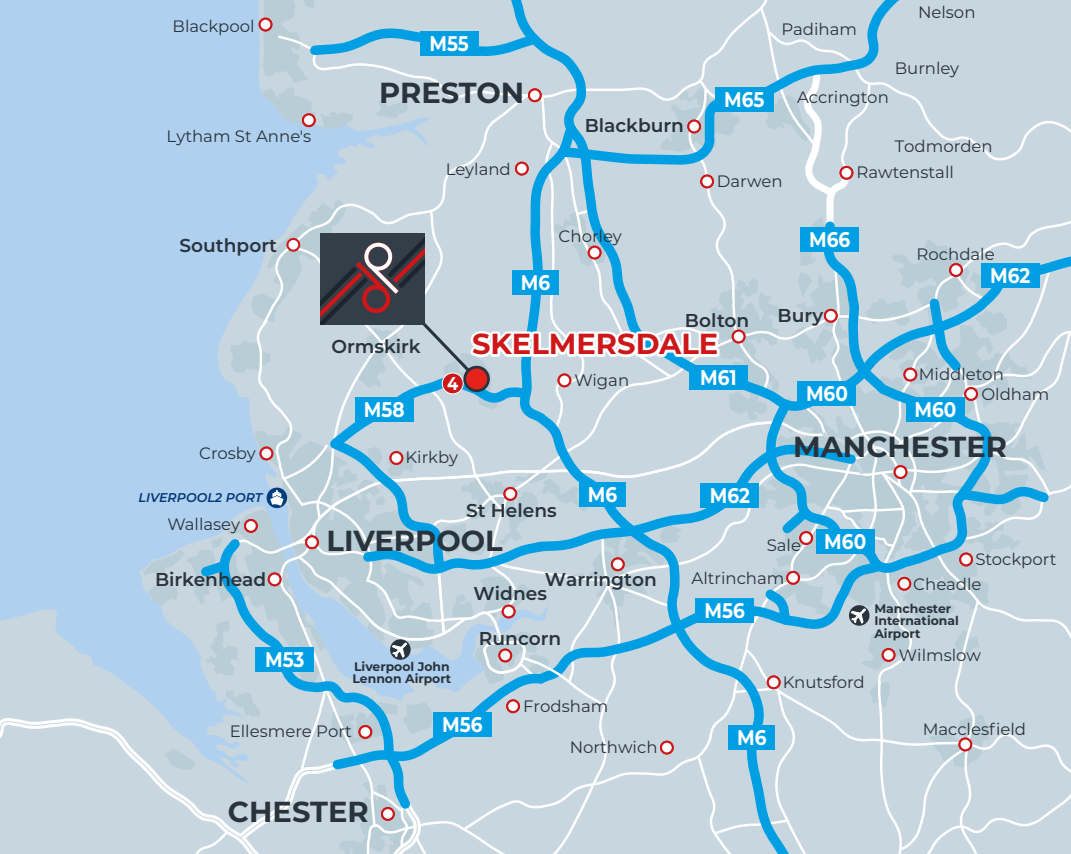 Nelson
Blackpool
Padiham
M55
Burnley
PRESTON
M65
Accrington
Blackburn
Lytham St Anne's
Todmorden
Leyland
Rawtenstall
Darwen
Southport
Chorley
M66
Rochdale
M62
M6
Bolton
Bury
Ormskirk
SKELMERSDALE
4
Wigan
M61
Middleton
M60
Oldham
M58
M60
MANCHESTER
Crosby
Kirkby
LIVERPOOL2 PORT
M6
M62
St Helens
Wallasey
LIVERPOOL
Sale
M60
Stockport
Birkenhead
Warrington
Altrincham
Cheadle
Widnes
M56
Manchester
International
Airport
Runcorn
M53
Liverpool John
Lennon Airport
Wilmslow
Knutsford
Frodsham
M56
Ellesmere Port
Macclesfield
Northwich
M6
CHESTER